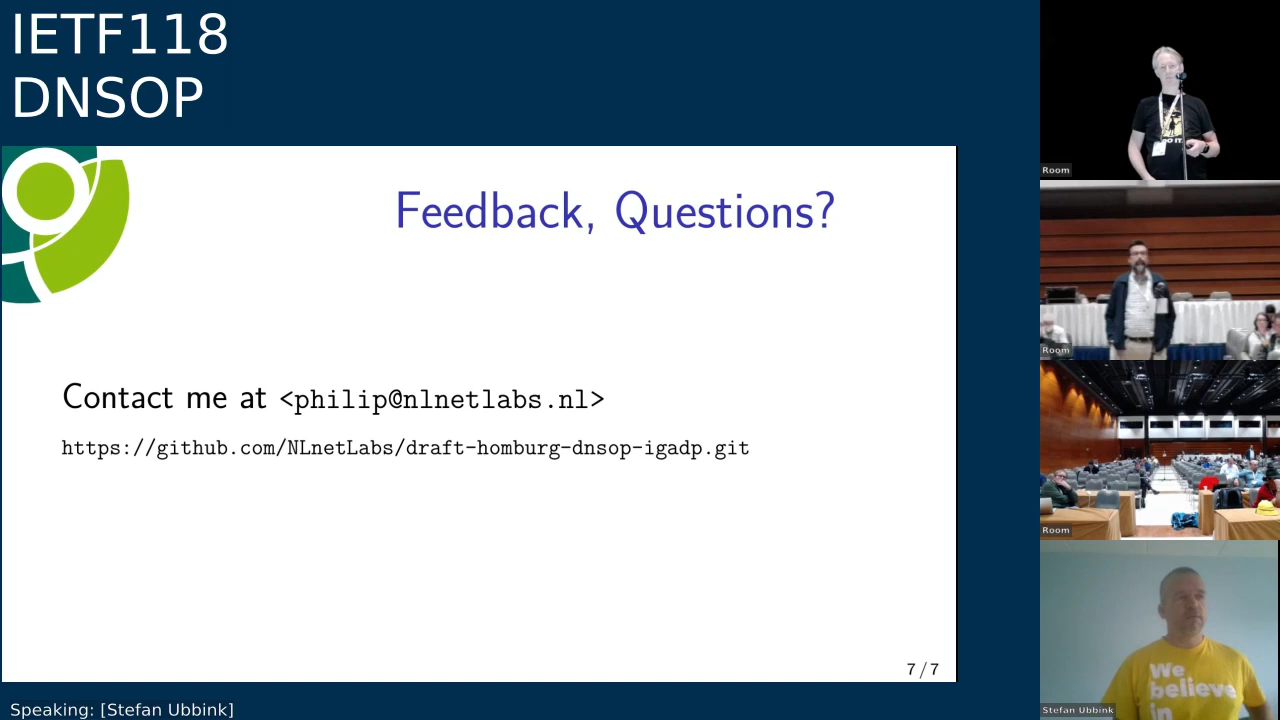 IETF118
DNSOP
Feedback, Questions?
Contact me at <philip@nlnetlabs.nl>
https://github.com/NLnetLabs/draft-homburg-dnsop-igadp.git
7 / 7
Speaking: [Stefan Ubbink]
Room
Room
Room
We
believe
in
Stefan Ubbink